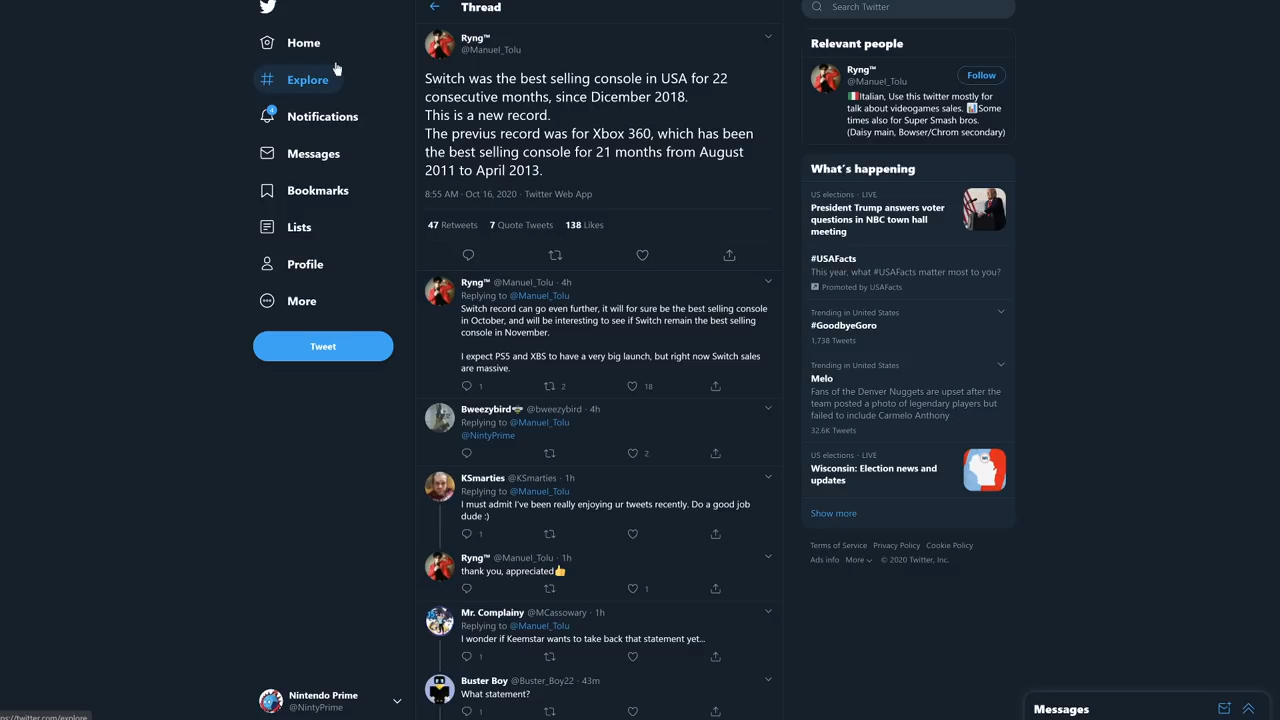 Home
Explore
Notifications
4
Messages
Bookmarks
Lists
Profile
More
Tweet
Nintendo Prime
@NintyPrime
Thread
Ryng™
@Manuel_Tolu
Switch was the best selling console in USA for 22
consecutive months, since Dicember 2018.
This is a new record.
The previus record was for Xbox 360, which has been
the best selling console for 21 months from August
2011 to April 2013.
8:55 AM · Oct 16, 2020 · Twitter Web App
47 Retweets 7 Quote Tweets 138 Likes
Ryng™ @Manuel_Tolu · 4h
Replying to @Manuel_Tolu
Switch record can go even further, it will for sure be the best selling console
in October, and will be interesting to see if Switch remain the best selling
console in November.
I expect PS5 and XBS to have a very big launch, but right now Switch sales
are massive.
1 2 18
Bweezybird @bweezybird · 4h
Replying to @Manuel_Tolu
@NintyPrime
2
KSmarties @KSmarties · 1h
Replying to @Manuel_Tolu
I must admit I've been really enjoying ur tweets recently. Do a good job
dude :)
1
Ryng™ @Manuel_Tolu · 1h
thank you, appreciated👍
1
Mr. Complainy @MCassowary · 1h
Replying to @Manuel_Tolu
I wonder if Keemstar wants to take back that statement yet...
1
Buster Boy @Buster_Boy22 · 43m
What statement?
1
Search Twitter
Relevant people
Ryng™
@Manuel_Tolu
Follow
🇮🇹Italian, Use this twitter mostly for
talk about videogames sales. 📊Some
times also for Super Smash bros.
(Daisy main, Bowser/Chrom secondary)
What's happening
US elections · LIVE
President Trump answers voter
questions in NBC town hall
meeting
#USAFacts
This year, what #USAFacts matter most to you?
Promoted by USAFacts
Trending in United States
#GoodbyeGoro
1,738 Tweets
Trending in United States
Melo
Fans of the Denver Nuggets are upset after the
team posted a photo of legendary players but
failed to include Carmelo Anthony
32.6K Tweets
US elections · LIVE
Wisconsin: Election news and
updates
Show more
Terms of Service Privacy Policy Cookie Policy
Ads info More © 2020 Twitter, Inc.
Messages
ps://twitter.com/explore